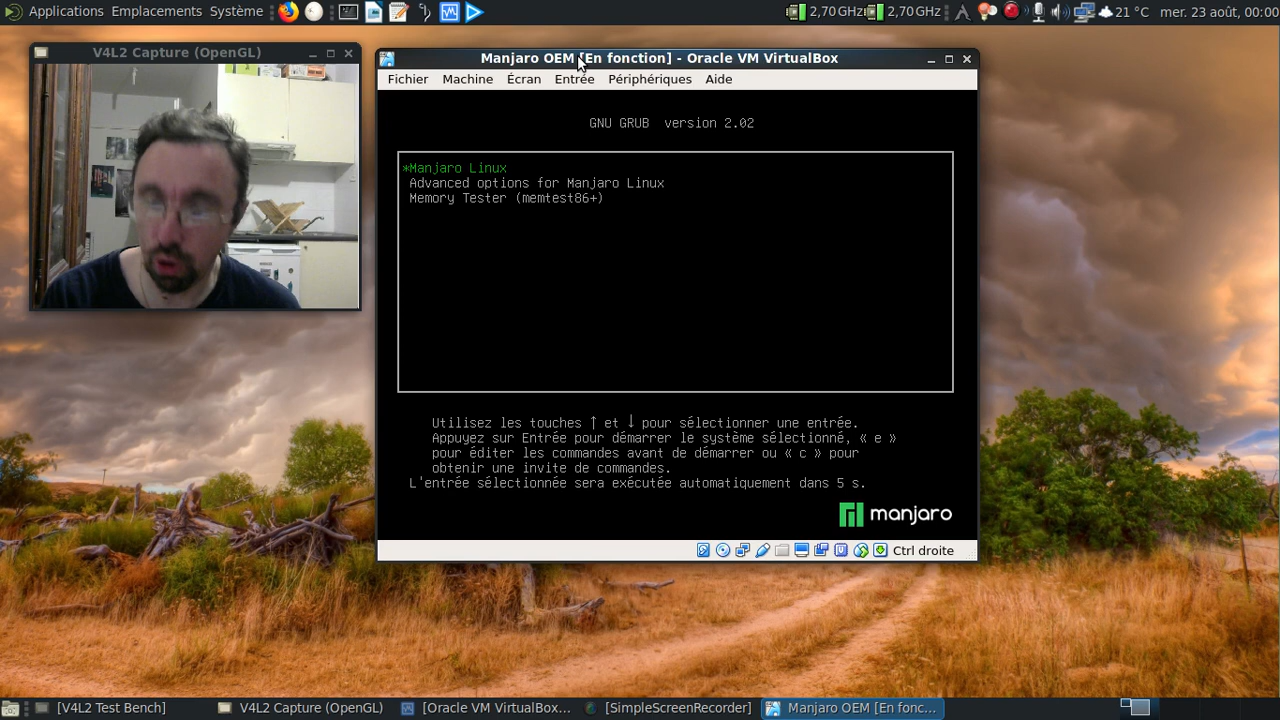 Applications Emplacements Système 2,70 GHz 2,70 GHz 21 °C mer. 23 août, 00:00
V4L2 Capture (OpenGL)
Manjaro OEM [En fonction] - Oracle VM VirtualBox
Fichier Machine Écran Entrée Périphériques Aide
GNU GRUB version 2.02
*Manjaro Linux
Advanced options for Manjaro Linux
Memory Tester (memtest86+)
Utilisez les touches ↑ et ↓ pour sélectionner une entrée.
Appuyez sur Entrée pour démarrer le système sélectionné, « e »
pour éditer les commandes avant de démarrer ou « c » pour
obtenir une invite de commandes.
L'entrée sélectionnée sera exécutée automatiquement dans 5 s.
manjaro
Ctrl droite
[V4L2 Test Bench] V4L2 Capture (OpenGL) [Oracle VM VirtualBox... [SimpleScreenRecorder] Manjaro OEM [En fonc...